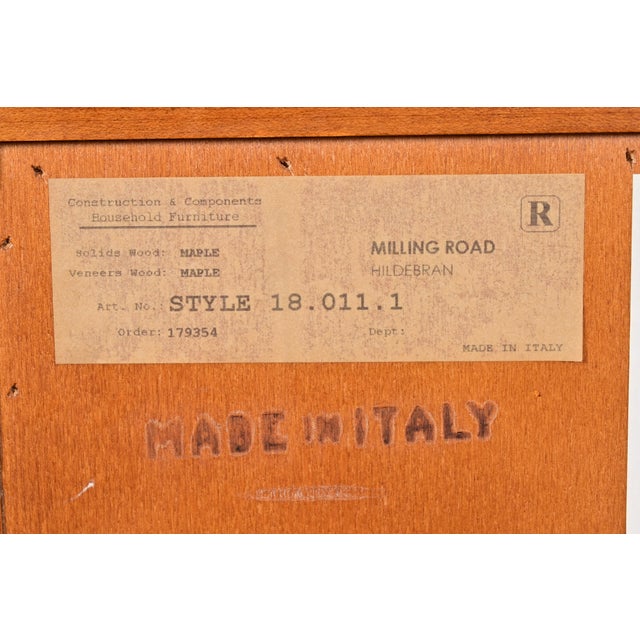 Construction & Components
Household Furniture
R
Solids Wood: MAPLE
Veneers Wood: MAPLE
MILLING ROAD
HILDEBRAN
Art. No.: STYLE 18.011.1
Order: 179354
Dept:
MADE IN ITALY
MADE IN ITALY